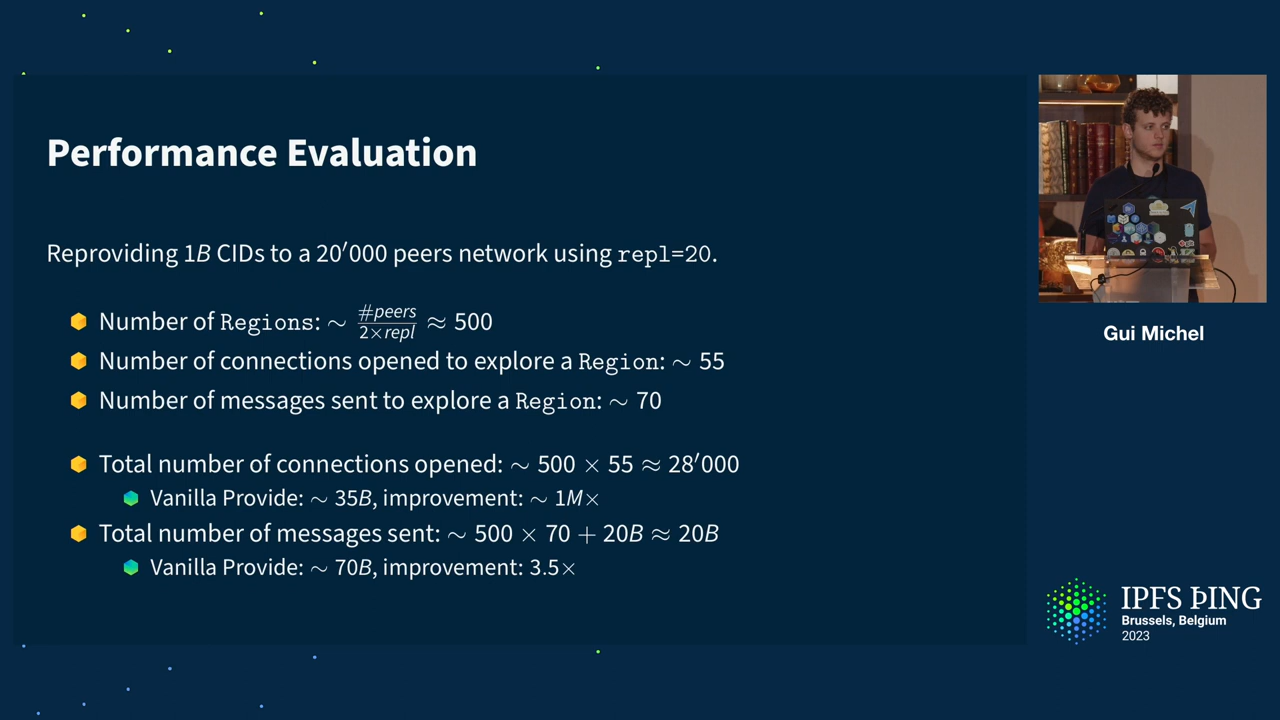 Performance Evaluation
Reproviding 1B CIDs to a 20′000 peers network using repl=20.
Number of Regions: ∼ #peers / 2×repl ≈ 500
Number of connections opened to explore a Region: ∼ 55
Number of messages sent to explore a Region: ∼ 70
Total number of connections opened: ∼ 500 × 55 ≈ 28′000
Vanilla Provide: ∼ 35B, improvement: ∼ 1M×
Total number of messages sent: ∼ 500 × 70 + 20B ≈ 20B
Vanilla Provide: ∼ 70B, improvement: 3.5×
Gui Michel
IPFS ÞING
Brussels, Belgium
2023